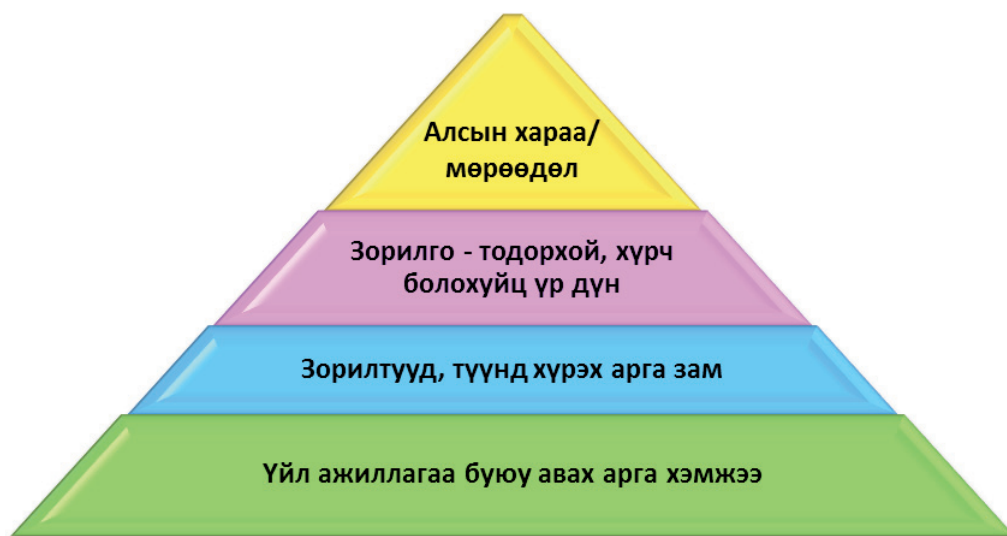 Алсын хараа/
мөрөөдөл
Зорилго - тодорхой, хүрч
болохуйц үр дүн
Зорилтууд, түүнд хүрэх арга зам
Үйл ажиллагаа буюу авах арга хэмжээ